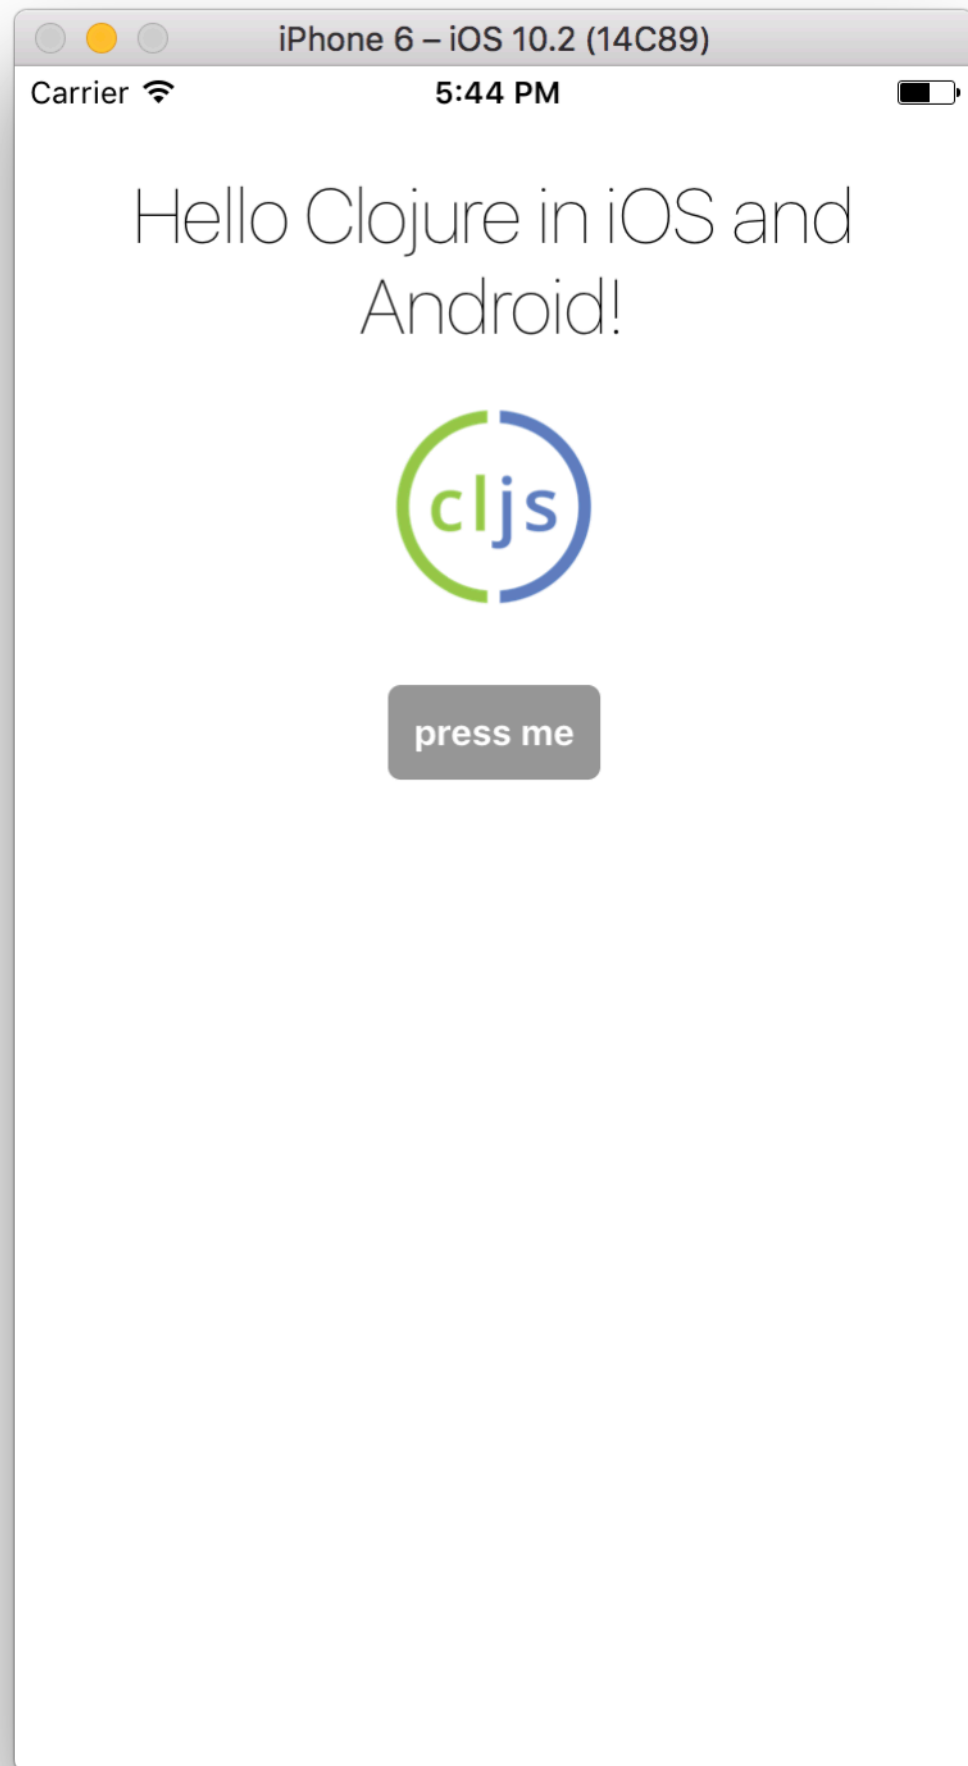 iPhone 6 – iOS 10.2 (14C89)
Carrier 5:44 PM
Hello Clojure in iOS and
Android!
cljs
press me